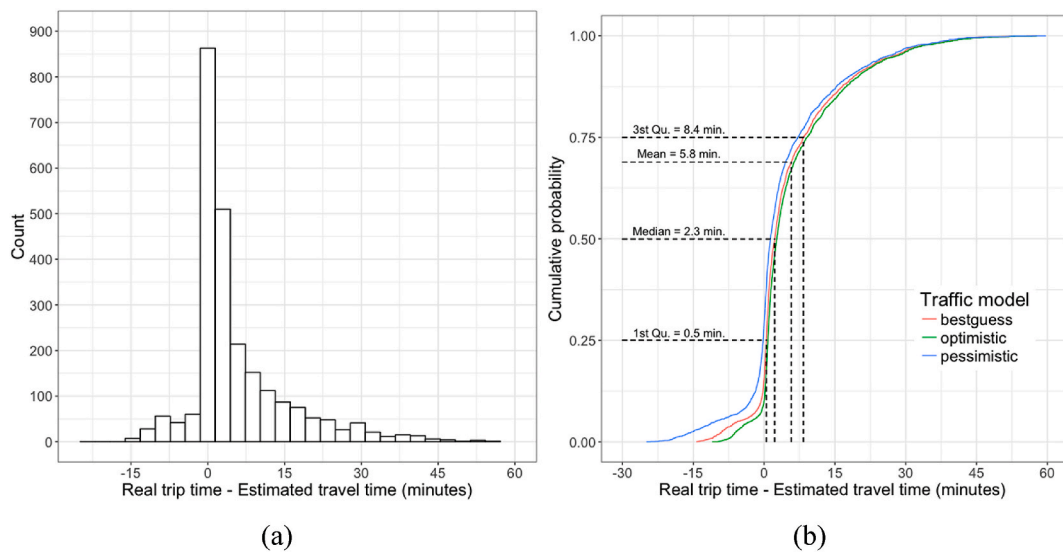 900
800
700
600
500
400
300
200
100
0
Count
-15
0
15
30
45
60
Real trip time - Estimated travel time (minutes)
(a)
1.00
0.75
0.50
0.25
0.00
Cumulative probability
3st Qu. = 8.4 min.
Mean = 5.8 min.
Median = 2.3 min.
1st Qu. = 0.5 min.
Traffic model
bestguess
optimistic
pessimistic
-30
-15
0
15
30
45
60
Real trip time - Estimated travel time (minutes)
(b)